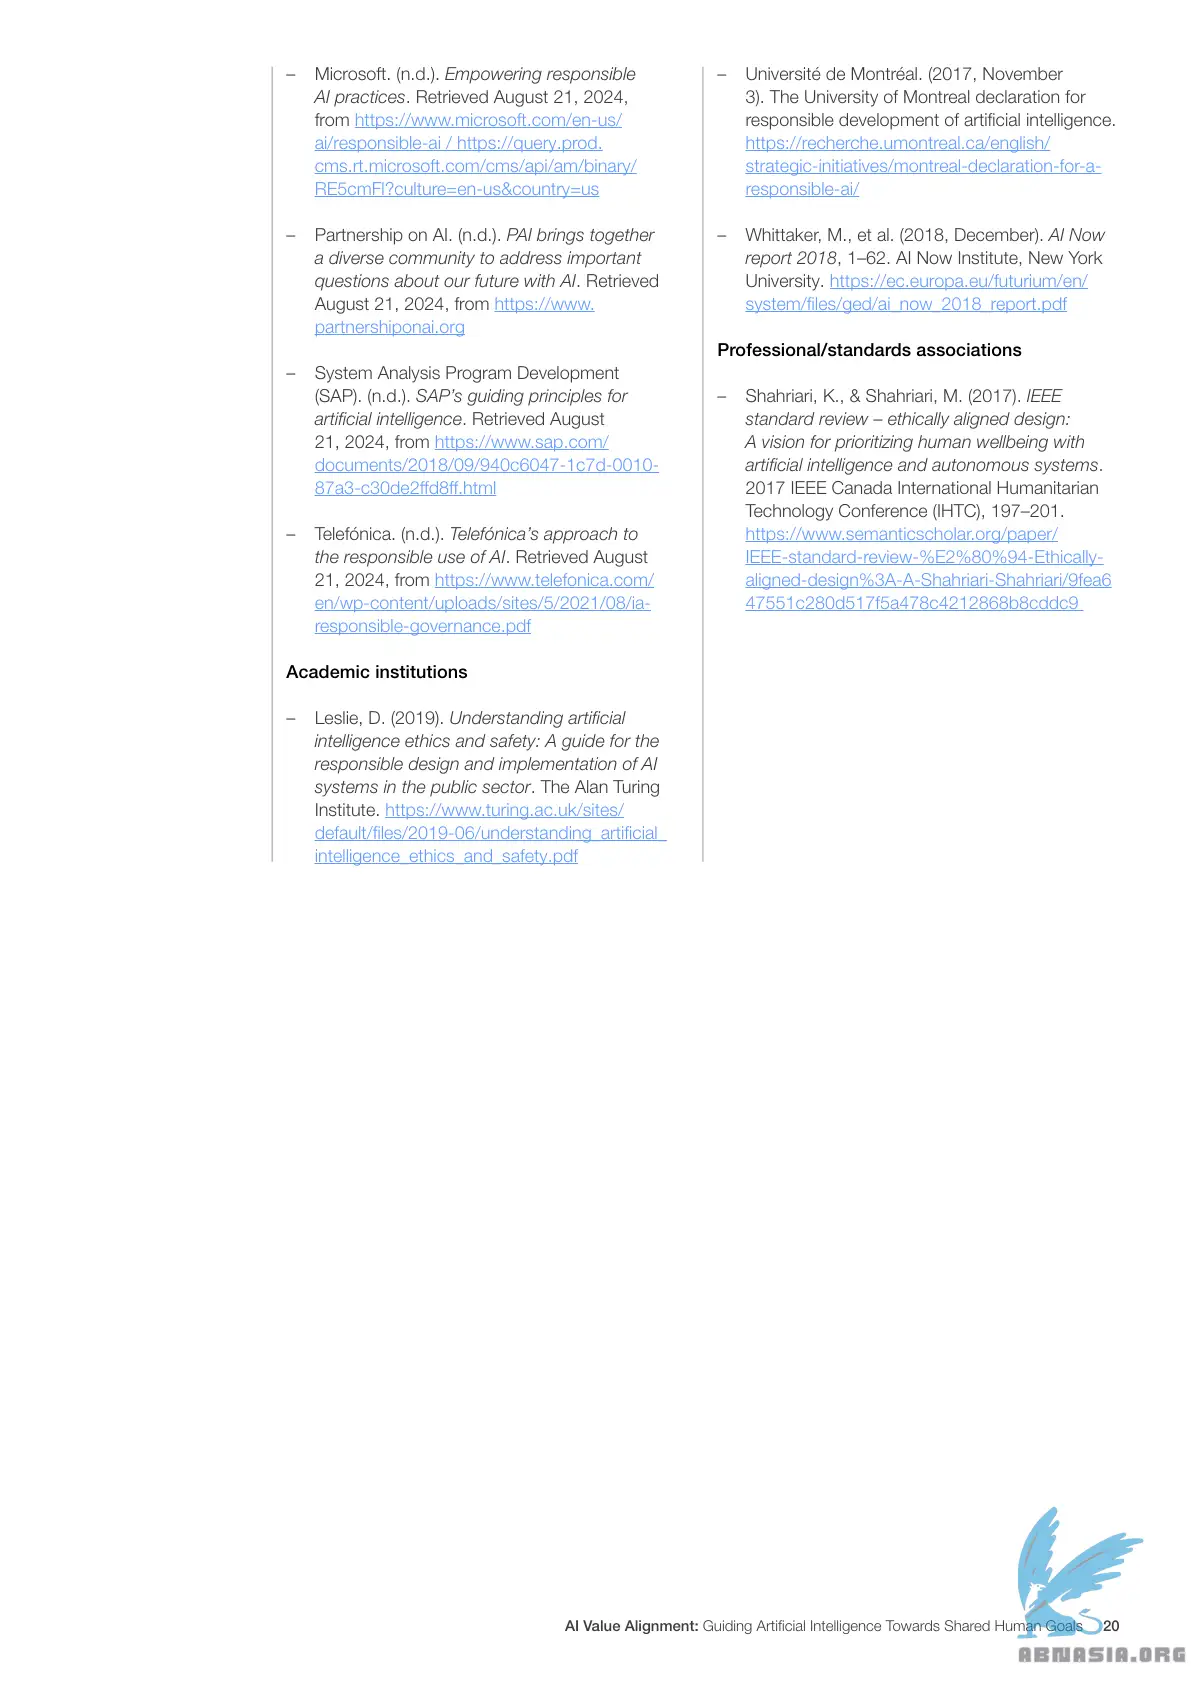 – Microsoft. (n.d.). Empowering responsible
AI practices. Retrieved August 21, 2024,
from https://www.microsoft.com/en-us/
ai/responsible-ai / https://query.prod.
cms.rt.microsoft.com/cms/api/am/binary/
RE5cmFl?culture=en-us&country=us
– Partnership on AI. (n.d.). PAI brings together
a diverse community to address important
questions about our future with AI. Retrieved
August 21, 2024, from https://www.
partnershiponai.org
– System Analysis Program Development
(SAP). (n.d.). SAP’s guiding principles for
artificial intelligence. Retrieved August
21, 2024, from https://www.sap.com/
documents/2018/09/940c6047-1c7d-0010-
87a3-c30de2ffd8ff.html
– Telefónica. (n.d.). Telefónica’s approach to
the responsible use of AI. Retrieved August
21, 2024, from https://www.telefonica.com/
en/wp-content/uploads/sites/5/2021/08/ia-
responsible-governance.pdf
Academic institutions
– Leslie, D. (2019). Understanding artificial
intelligence ethics and safety: A guide for the
responsible design and implementation of AI
systems in the public sector. The Alan Turing
Institute. https://www.turing.ac.uk/sites/
default/files/2019-06/understanding_artificial_
intelligence_ethics_and_safety.pdf
– Université de Montréal. (2017, November
3). The University of Montreal declaration for
responsible development of artificial intelligence.
https://recherche.umontreal.ca/english/
strategic-initiatives/montreal-declaration-for-a-
responsible-ai/
– Whittaker, M., et al. (2018, December). AI Now
report 2018, 1–62. AI Now Institute, New York
University. https://ec.europa.eu/futurium/en/
system/files/ged/ai_now_2018_report.pdf
Professional/standards associations
– Shahriari, K., & Shahriari, M. (2017). IEEE
standard review – ethically aligned design:
A vision for prioritizing human wellbeing with
artificial intelligence and autonomous systems.
2017 IEEE Canada International Humanitarian
Technology Conference (IHTC), 197–201.
https://www.semanticscholar.org/paper/
IEEE-standard-review-%E2%80%94-Ethically-
aligned-design%3A-A-Shahriari-Shahriari/9fea6
47551c280d517f5a478c4212868b8cddc9
AI Value Alignment: Guiding Artificial Intelligence Towards Shared Human Goals 20
ABNASIA.ORG